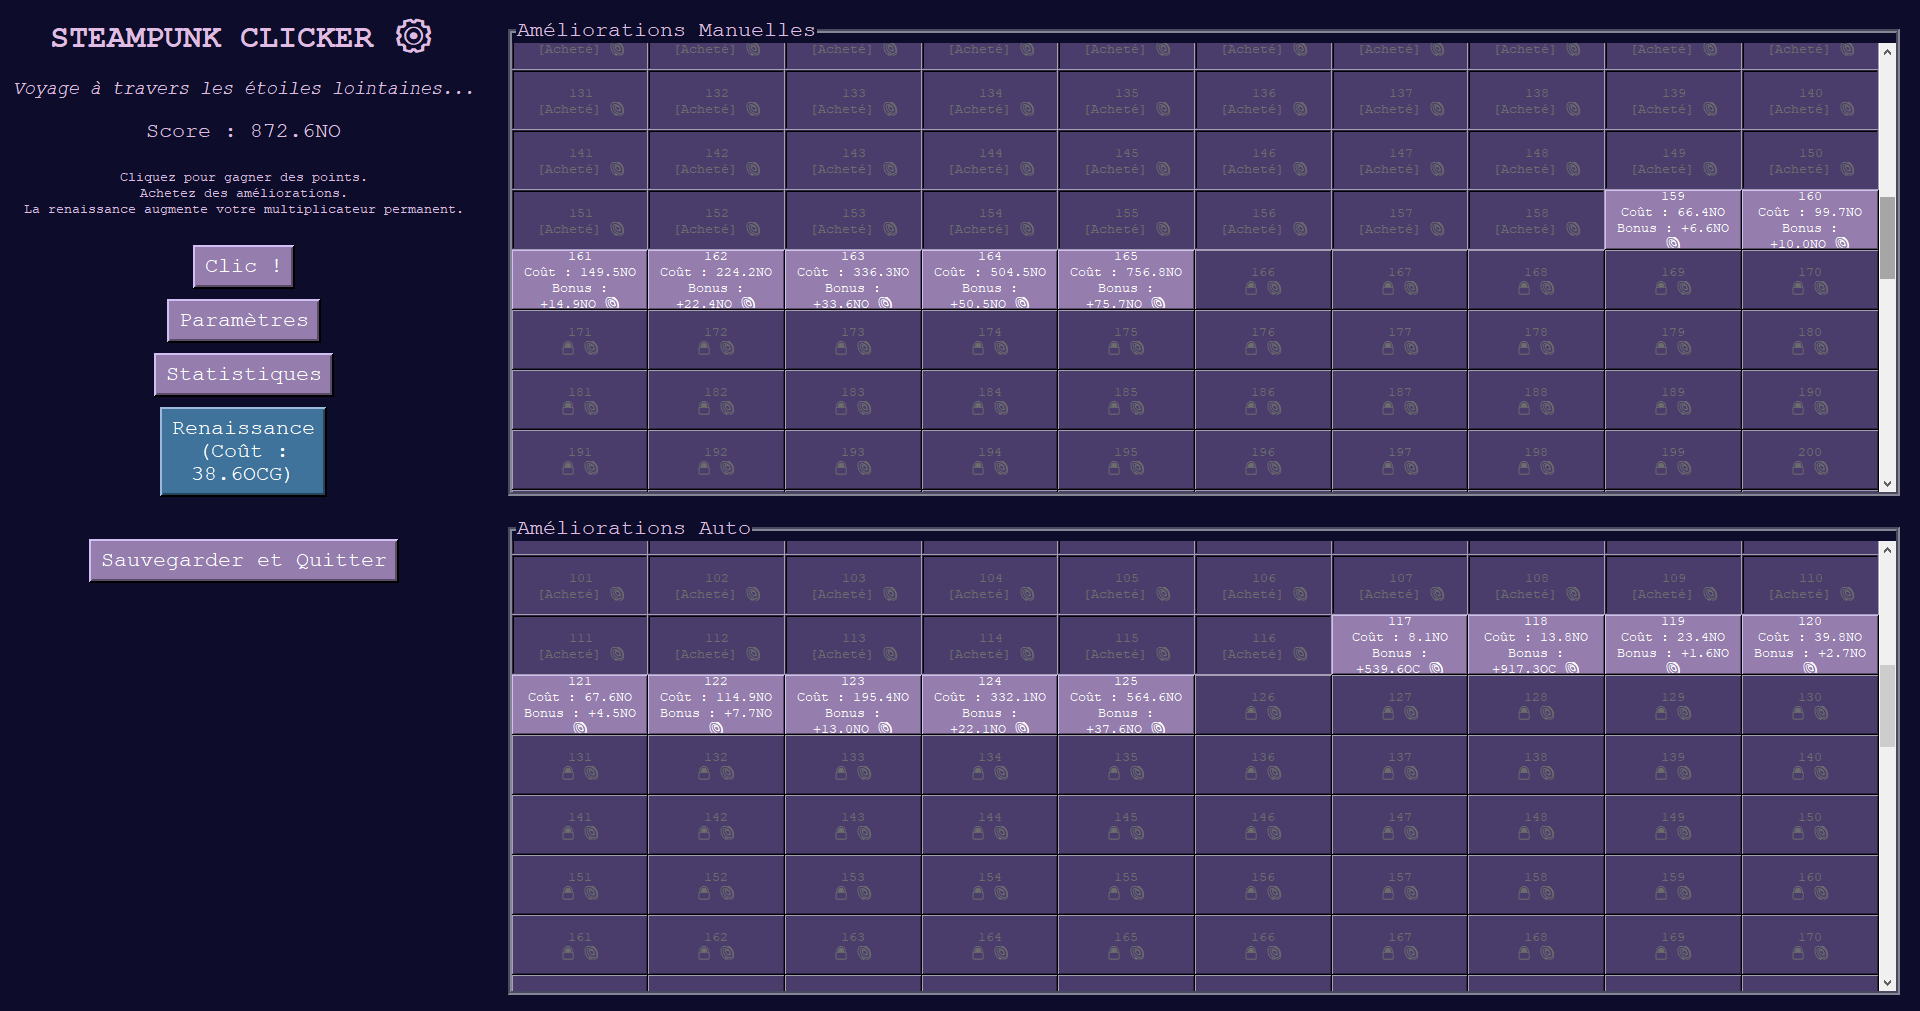 STEAMPUNK CLICKER
Voyage à travers les étoiles lointaines...
Score : 872.6NO
Cliquez pour gagner des points.
Achetez des améliorations.
La renaissance augmente votre multiplicateur permanent.
Clic !
Paramètres
Statistiques
Renaissance
(Coût :
38.6OCG)
Sauvegarder et Quitter
Améliorations Manuelles
[Acheté] [Acheté] [Acheté] [Acheté] [Acheté] [Acheté] [Acheté] [Acheté] [Acheté] [Acheté]
131 132 133 134 135 136 137 138 139 140
[Acheté] [Acheté] [Acheté] [Acheté] [Acheté] [Acheté] [Acheté] [Acheté] [Acheté] [Acheté]
141 142 143 144 145 146 147 148 149 150
[Acheté] [Acheté] [Acheté] [Acheté] [Acheté] [Acheté] [Acheté] [Acheté] [Acheté] [Acheté]
151 152 153 154 155 156 157 158
[Acheté] [Acheté] [Acheté] [Acheté] [Acheté] [Acheté] [Acheté] [Acheté]
159
Coût : 66.4NO
Bonus : +6.6NO
160
Coût : 99.7NO
Bonus :
+10.0NO
161
Coût : 149.5NO
Bonus :
+14.9NO
162
Coût : 224.2NO
Bonus :
+22.4NO
163
Coût : 336.3NO
Bonus :
+33.6NO
164
Coût : 504.5NO
Bonus :
+50.5NO
165
Coût : 756.8NO
Bonus :
+75.7NO
166 167 168 169 170
171 172 173 174 175 176 177 178 179 180
181 182 183 184 185 186 187 188 189 190
191 192 193 194 195 196 197 198 199 200
Améliorations Auto
101 102 103 104 105 106 107 108 109 110
[Acheté] [Acheté] [Acheté] [Acheté] [Acheté] [Acheté] [Acheté] [Acheté] [Acheté] [Acheté]
111 112 113 114 115 116
[Acheté] [Acheté] [Acheté] [Acheté] [Acheté] [Acheté]
117
Coût : 8.1NO
Bonus :
+539.6OC
118
Coût : 13.8NO
Bonus :
+917.3OC
119
Coût : 23.4NO
Bonus : +1.6NO
120
Coût : 39.8NO
Bonus : +2.7NO
121
Coût : 67.6NO
Bonus : +4.5NO
122
Coût : 114.9NO
Bonus : +7.7NO
123
Coût : 195.4NO
Bonus :
+13.0NO
124
Coût : 332.1NO
Bonus :
+22.1NO
125
Coût : 564.6NO
Bonus :
+37.6NO
126 127 128 129 130
131 132 133 134 135 136 137 138 139 140
141 142 143 144 145 146 147 148 149 150
151 152 153 154 155 156 157 158 159 160
161 162 163 164 165 166 167 168 169 170